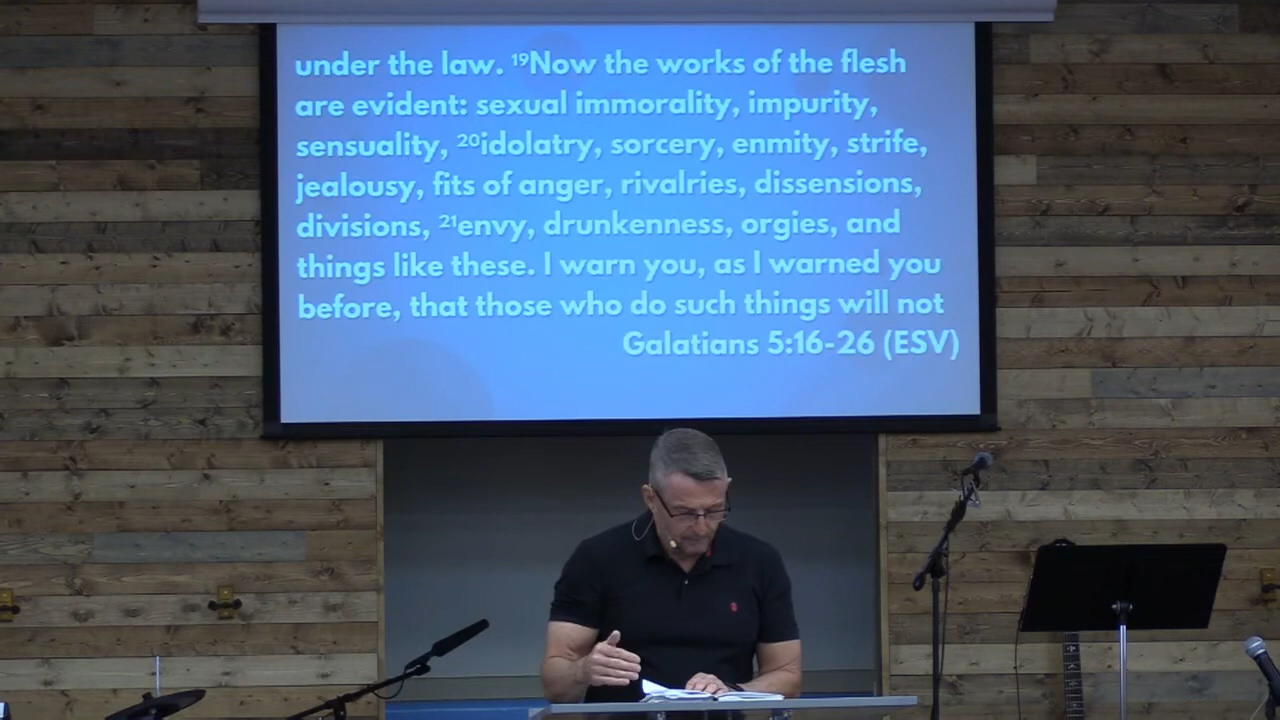 under the law. ¹⁹Now the works of the flesh
are evident: sexual immorality, impurity,
sensuality, ²⁰idolatry, sorcery, enmity, strife,
jealousy, fits of anger, rivalries, dissensions,
divisions, ²¹envy, drunkenness, orgies, and
things like these. I warn you, as I warned you
before, that those who do such things will not
Galatians 5:16-26 (ESV)